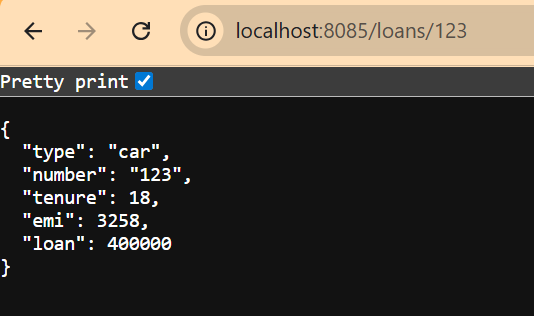 localhost:8085/loans/123
Pretty print
{
"type": "car",
"number": "123",
"tenure": 18,
"emi": 3258,
"loan": 400000
}